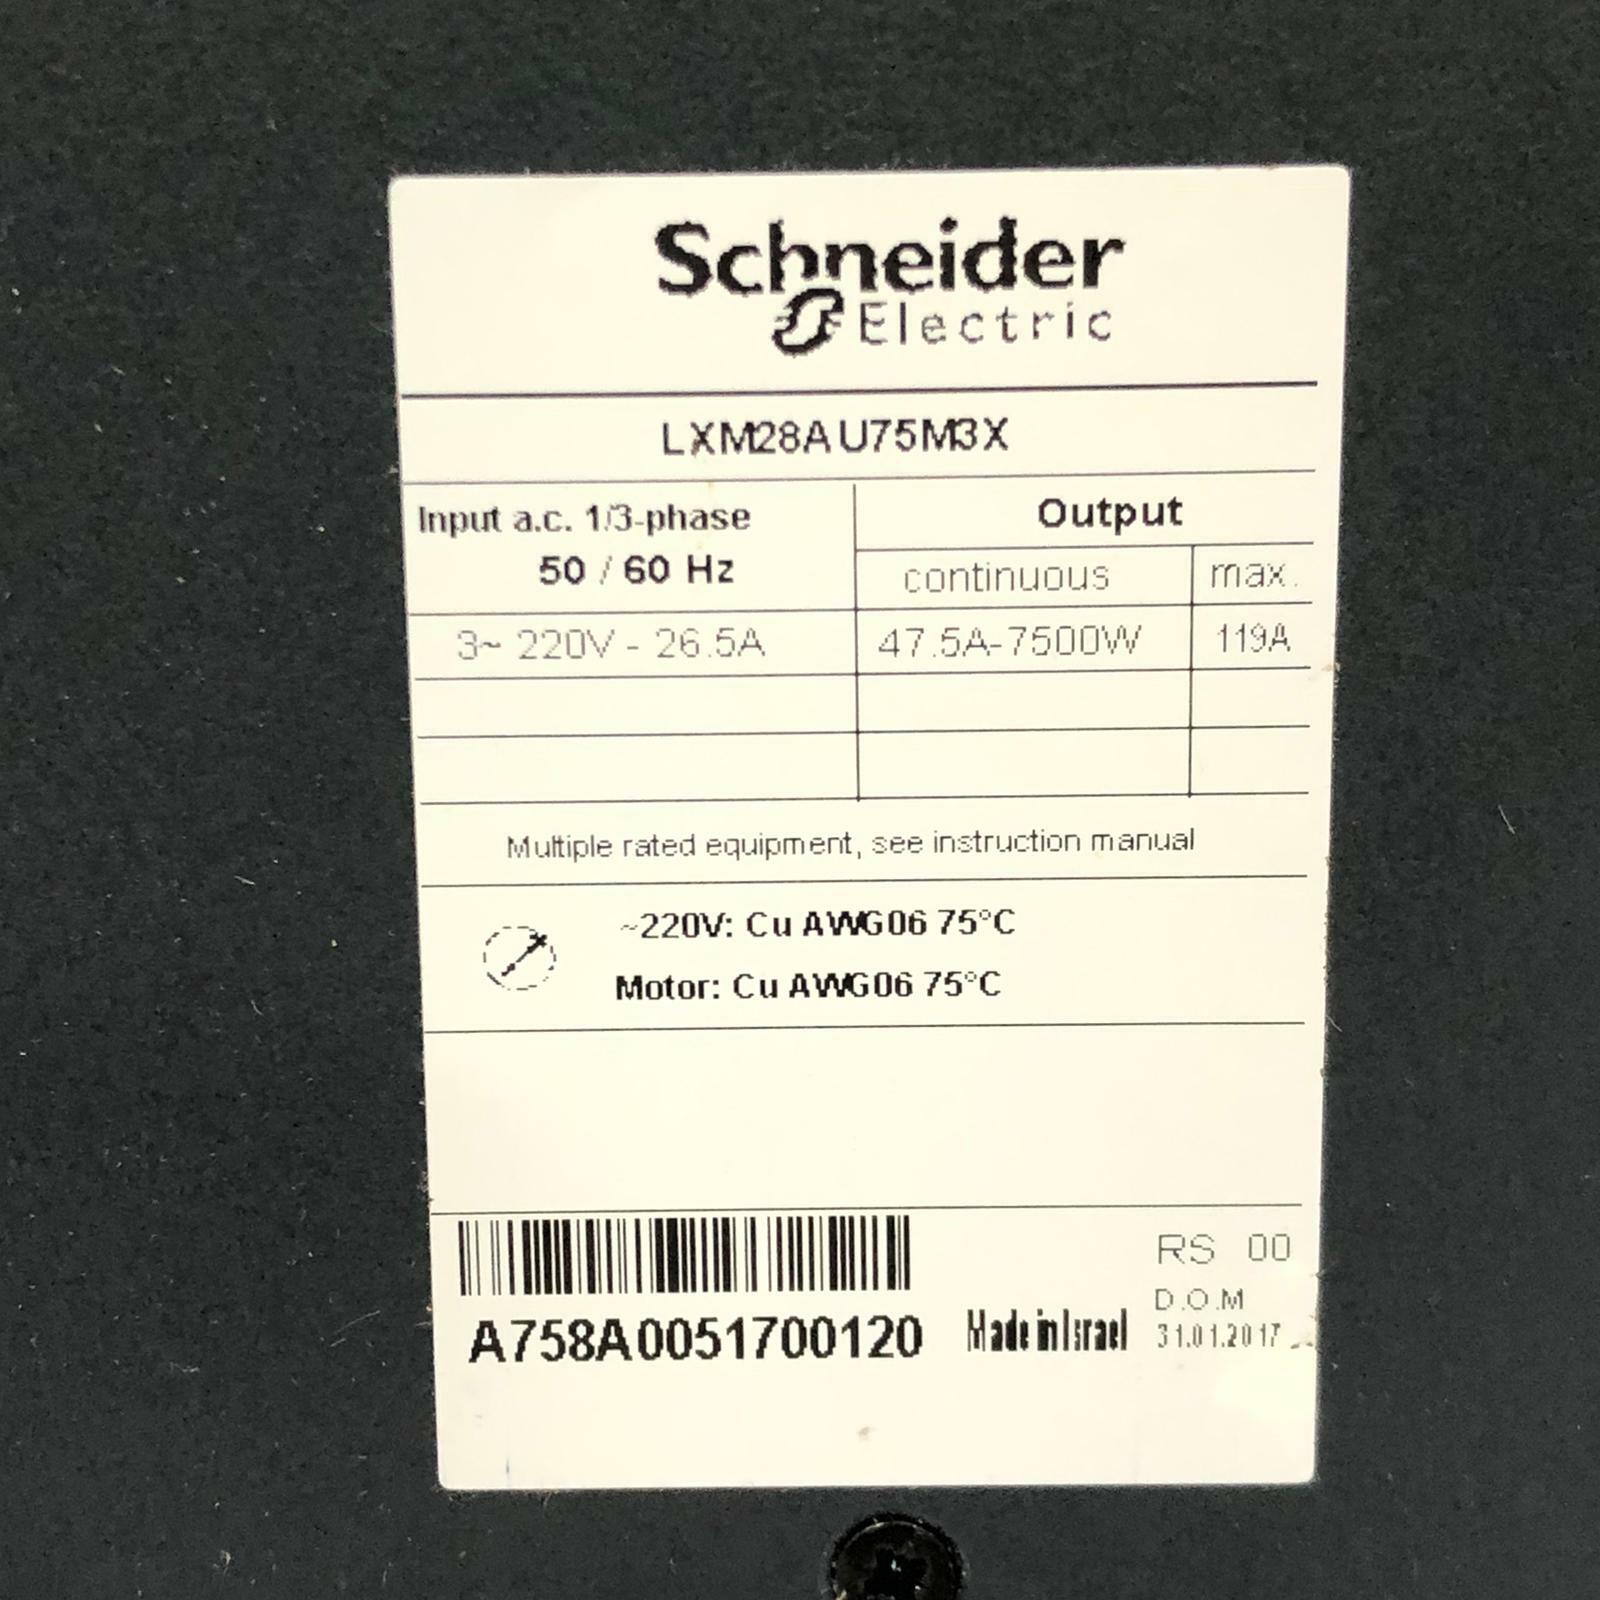 Schneider
Electric
LXM28AU75M3X
Input a.c. 1/3-phase
50 / 60 Hz
Output
continuous
max.
3~ 220V - 26.5A
47.5A-7500W
119A
Multiple rated equipment, see instruction manual
~220V: Cu AWG06 75°C
Motor: Cu AWG06 75°C
RS 00
D.O.M
A758A0051700120
Made in Israel
31.01.2017